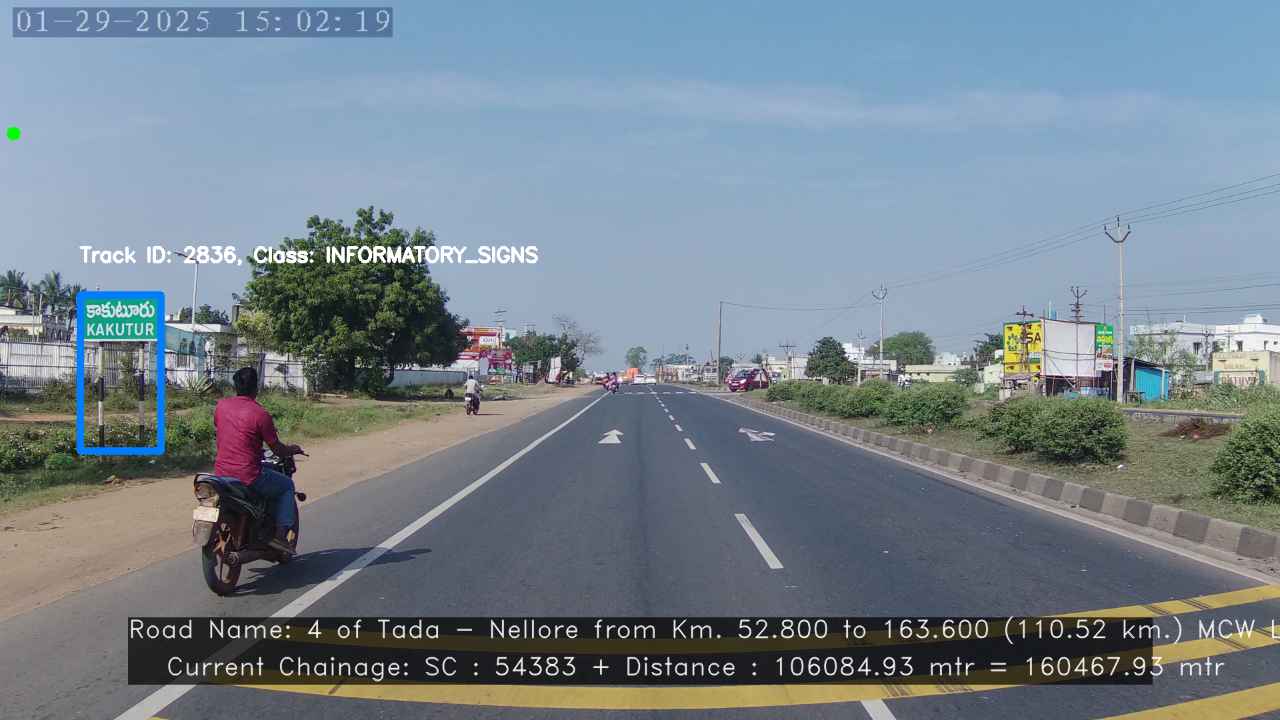 01-29-2025 15:02:19
Track ID: 2836, Class: INFORMATORY_SIGNS
కాకుటూరు
KAKUTUR
Road Name: 4 of Tada - Nellore from Km. 52.800 to 163.600 (110.52 km.) MCW L
Current Chainage: SC : 54383 + Distance : 106084.93 mtr = 160467.93 mtr